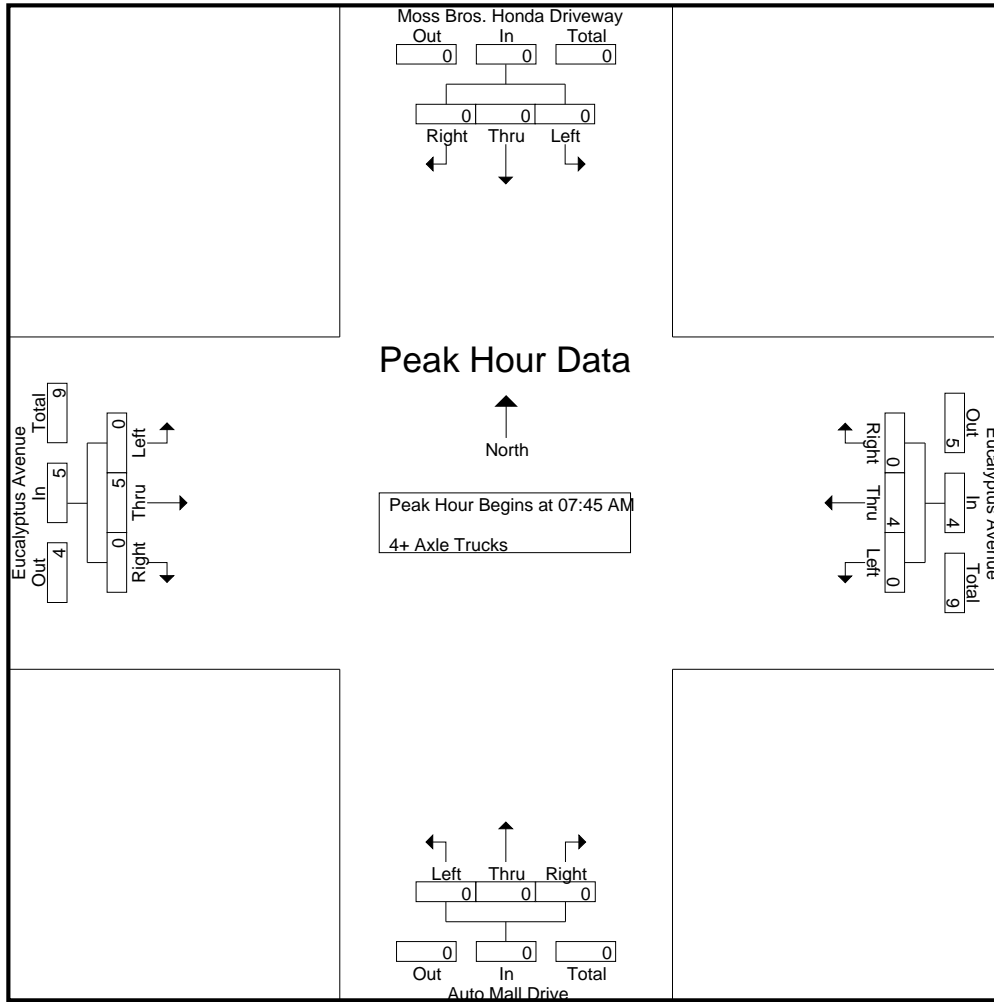 Moss Bros. Honda Driveway
Out In Total
0 0 0
0 0 0
Right Thru Left
Peak Hour Data
North
Peak Hour Begins at 07:45 AM
4+ Axle Trucks
Eucalyptus Avenue
Total In Out
9 5 4
0 5 0
Left Thru Right
Right Thru Left
0 4 0
5 4 9
Out In Total
Eucalyptus Avenue
Left Thru Right
0 0 0
0 0 0
Out In Total
Auto Mall Drive